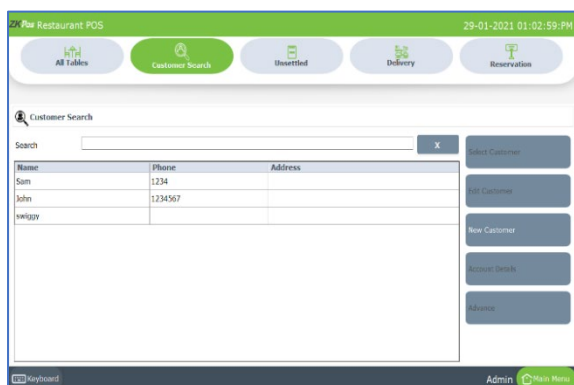 ZKPos Restaurant POS 29-01-2021 01:02:59:PM
All Tables Customer Search Unsettled Delivery Reservation
Customer Search
Search X
Select Customer
Name Phone Address
Sam 1234
Edit Customer
John 1234567
swiggy
New Customer
Account Details
Advance
Keyboard Admin Main Menu